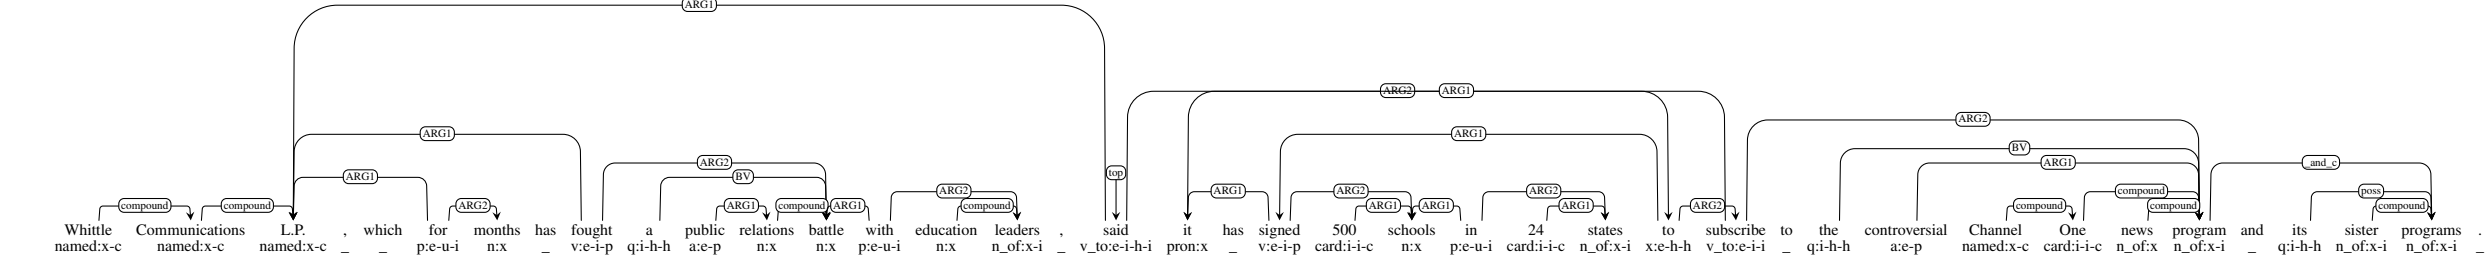 ARG1
ARG2 ARG1
ARG2
ARG1 ARG1 BV
ARG2 ARG1 _and_c
top
ARG1 BV
ARG2 ARG1 ARG2 ARG2 compound poss
compound compound ARG2 ARG1 compound ARG1 compound ARG1 ARG1 ARG1 ARG2 compound compound compound
Whittle Communications L.P. , which for months has fought a public relations battle with education leaders , said it has signed 500 schools in 24 states to subscribe to the controversial Channel One news program and its sister programs .
named:x-c named:x-c named:x-c _ _ p:e-u-i n:x _ v:e-i-p q:i-h-h a:e-p n:x n:x p:e-u-i n:x n_of:x-i _ v_to:e-i-h-i pron:x _ v:e-i-p card:i-i-c n:x p:e-u-i card:i-i-c n_of:x-i x:e-h-h v_to:e-i-i _ q:i-h-h a:e-p named:x-c card:i-i-c n_of:x n_of:x-i _ q:i-h-h n_of:x-i n_of:x-i _